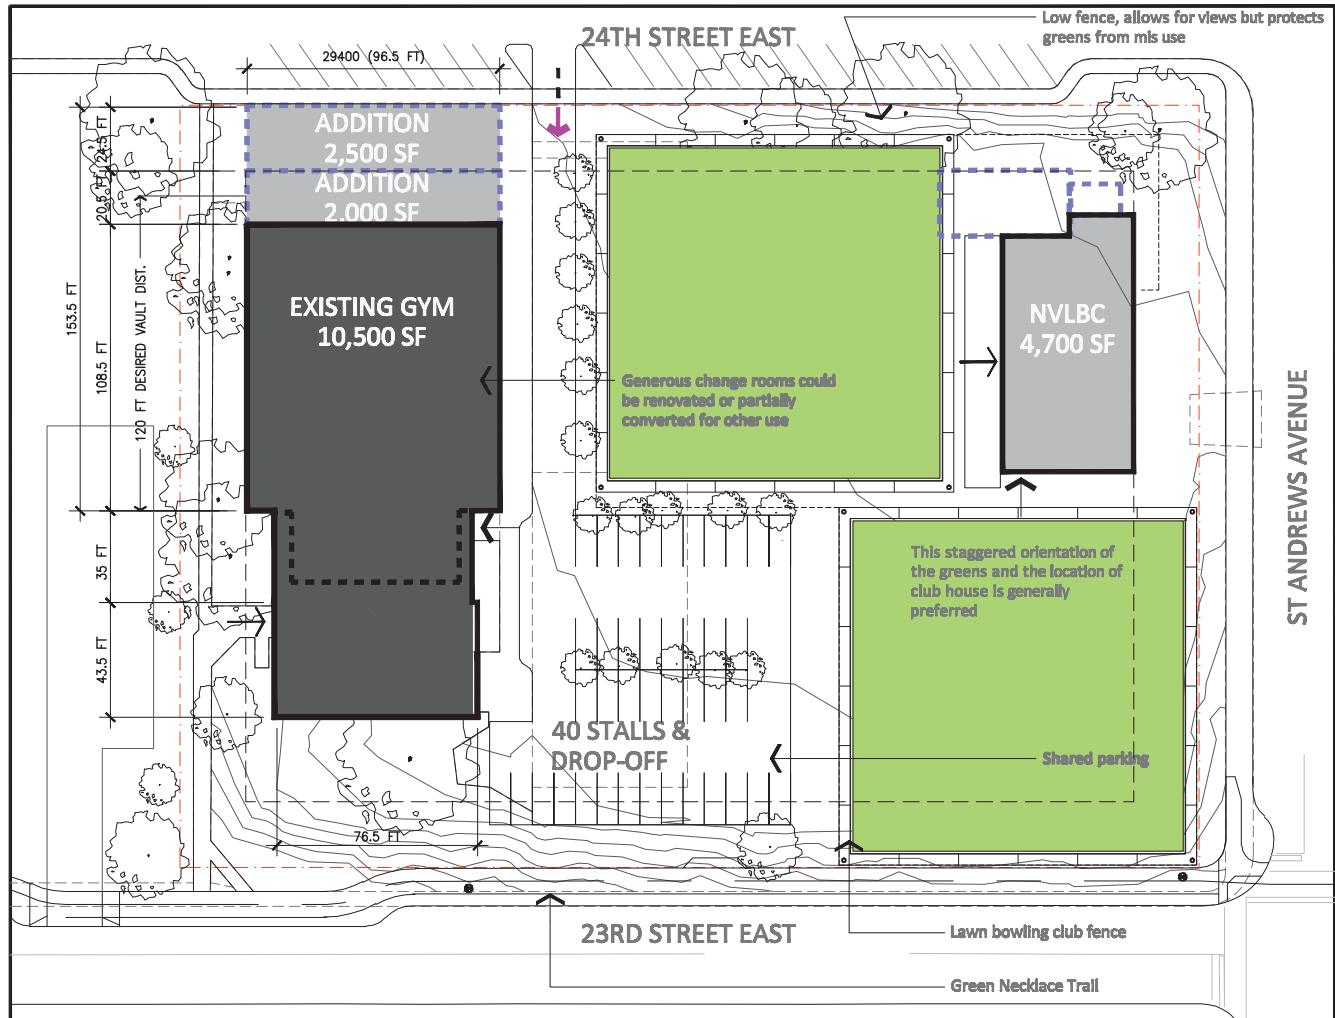 Low fence, allows for views but protects
greens from mis use
24TH STREET EAST
29400 (96.5 FT)
ADDITION
2,500 SF
ADDITION
2,000 SF
24.5 FT
20.5 FT
153.5 FT
108.5 FT
120 FT DESIRED VAULT DIST.
EXISTING GYM
10,500 SF
NVLBC
4,700 SF
Generous change rooms could
be renovated or partially
converted for other use
ST ANDREWS AVENUE
This staggered orientation of
the greens and the location of
club house is generally
preferred
35 FT
43.5 FT
40 STALLS &
DROP-OFF
Shared parking
76.5 FT
23RD STREET EAST
Lawn bowling club fence
Green Necklace Trail